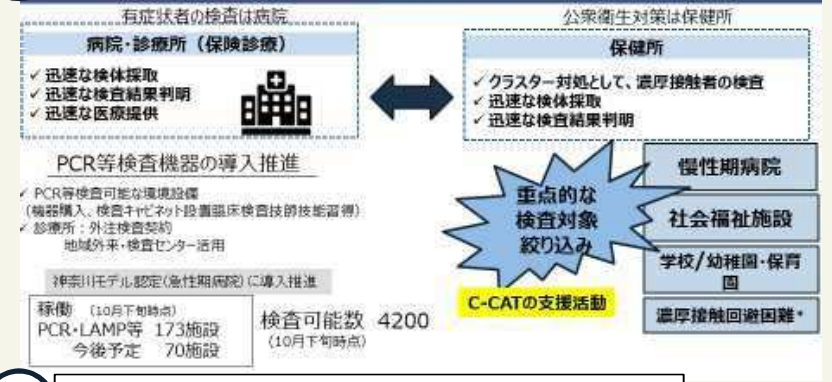 有症状者の検査は病院
病院・診療所（保険診療）
✓ 迅速な検体採取
✓ 迅速な検査結果判明
✓ 迅速な医療提供
公衆衛生対策は保健所
保健所
✓ クラスター対処として、濃厚接触者の検査
✓ 迅速な検体採取
✓ 迅速な検査結果判明
PCR等検査機器の導入推進
✓ PCR等検査可能な環境設備
（機器購入、検査キャビネット設置臨床検査技師技能習得）
✓ 診療所：外注検査契約
地域外来・検査センター活用
神奈川モデル認定(急性期病院)に導入推進
稼働 （10月下旬時点）
PCR・LAMP等 173施設
今後予定 70施設
検査可能数 4200
（10月下旬時点）
重点的な
検査対象
絞り込み
C-CATの支援活動
慢性期病院
社会福祉施設
学校/幼稚園・保育
園
濃厚接触回避困難*